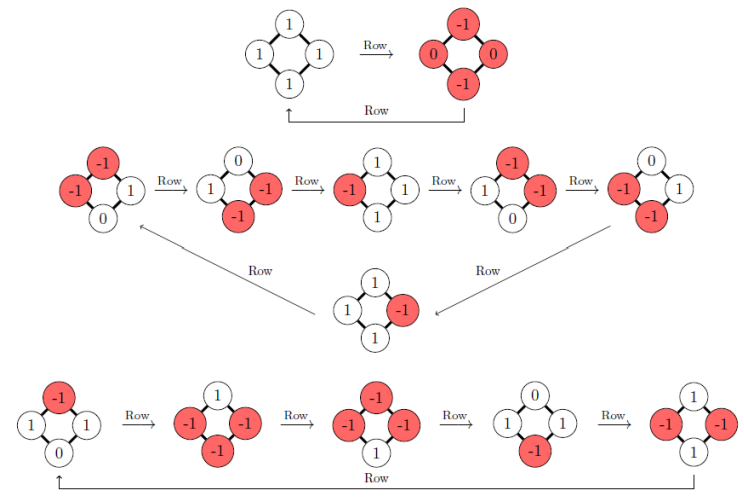 1 -1
Row
1 1 0 0
1 -1
Row
-1 0 1 -1 0
Row Row Row Row
-1 1 1 -1 -1 1 1 -1 -1 1
0 -1 1 0 -1
Row Row
1
1 -1
1
-1 1 -1 0 1
Row Row Row Row
1 1 -1 -1 -1 -1 1 1 -1 -1
0 -1 1 -1 1
Row